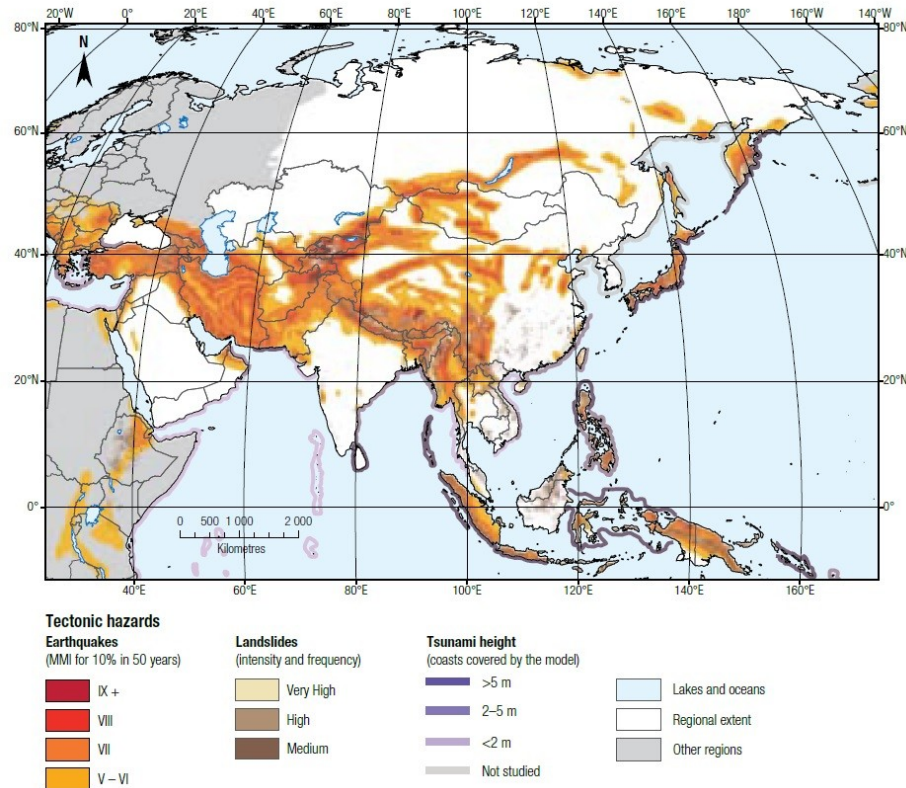 80°N 20°W 0° 20°E 40°E 60°E 80°E 100°E 120°E 140°E 160°E 180° 160°W 140°W 80°N
N
60°N 60°N
40°N 40°N
20°N 20°N
0° 0°
0 500 1 000 2 000
Kilometres
40°E 60°E 80°E 100°E 120°E 140°E 160°E
Tectonic hazards
Earthquakes
(MMI for 10% in 50 years)
IX +
VIII
VII
V – VI
Landslides
(intensity and frequency)
Very High
High
Medium
Tsunami height
(coasts covered by the model)
>5 m
2–5 m
<2 m
Not studied
Lakes and oceans
Regional extent
Other regions